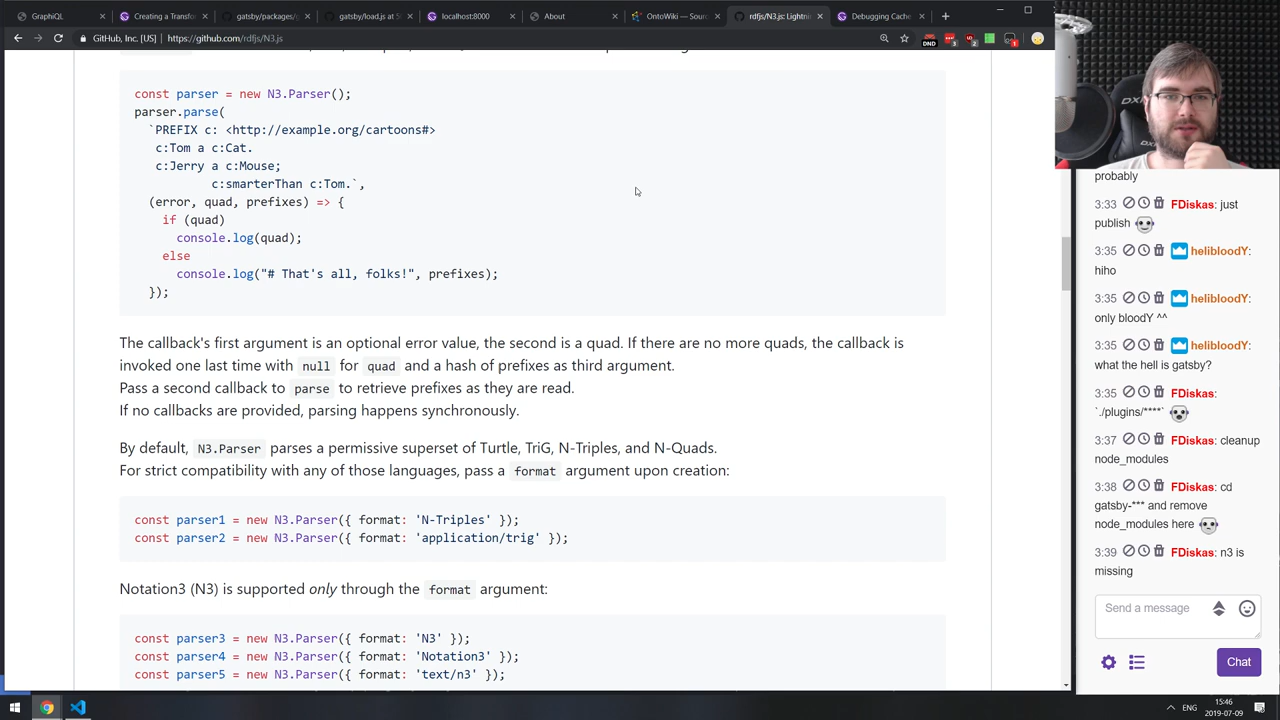 GraphiQL
Creating a Transfo
gatsby/packages/g
gatsby/load.js at 5
localhost:8000
About
OntoWiki — Sourc
rdfjs/N3.js: Lightni
Debugging Cache
GitHub, Inc. [US] | https://github.com/rdfjs/N3.js
DND
3
2
1
const parser = new N3.Parser();
parser.parse(
`PREFIX c: <http://example.org/cartoons#>
c:Tom a c:Cat.
c:Jerry a c:Mouse;
c:smarterThan c:Tom.`,
(error, quad, prefixes) => {
if (quad)
console.log(quad);
else
console.log("# That's all, folks!", prefixes);
});
The callback's first argument is an optional error value, the second is a quad. If there are no more quads, the callback is
invoked one last time with null for quad and a hash of prefixes as third argument.
Pass a second callback to parse to retrieve prefixes as they are read.
If no callbacks are provided, parsing happens synchronously.
By default, N3.Parser parses a permissive superset of Turtle, TriG, N-Triples, and N-Quads.
For strict compatibility with any of those languages, pass a format argument upon creation:
const parser1 = new N3.Parser({ format: 'N-Triples' });
const parser2 = new N3.Parser({ format: 'application/trig' });
Notation3 (N3) is supported only through the format argument:
const parser3 = new N3.Parser({ format: 'N3' });
const parser4 = new N3.Parser({ format: 'Notation3' });
const parser5 = new N3.Parser({ format: 'text/n3' });
probably
3:33 FDiskas: just
publish
3:35 helibloodY:
hiho
3:35 helibloodY:
only bloodY ^^
3:35 helibloodY:
what the hell is gatsby?
3:35 FDiskas:
`./plugins/****`
3:37 FDiskas: cleanup
node_modules
3:38 FDiskas: cd
gatsby-*** and remove
node_modules here
3:39 FDiskas: n3 is
missing
Send a message
Chat
ENG
15:46
2019-07-09